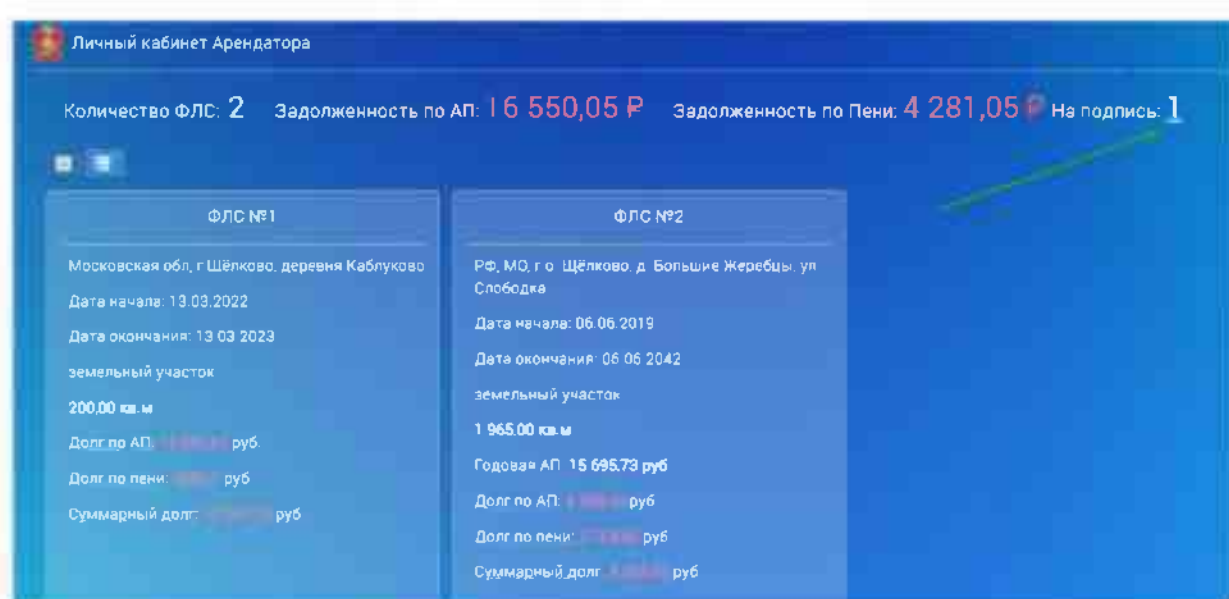 Личный кабинет Арендатора
Количество ФЛС: 2 Задолженность по АП: 16 550,05 ₽ Задолженность по Пени: 4 281,05 ₽ На подпись: 1
ФЛС №1
Московская обл, г Щёлково, деревня Каблуково
Дата начала: 13.03.2022
Дата окончания: 13 03 2023
земельный участок
200,00 кв.м
Долг по АП: руб.
Долг по пени: руб
Суммарный долг: руб
ФЛС №2
РФ, МО, г о Щёлково, д Большие Жеребцы, ул
Слободка
Дата начала: 06.06.2019
Дата окончания: 06 06 2042
земельный участок
1 965.00 кв.м
Годовая АП 15 695.73 руб
Долг по АП: руб
Долг по пени: руб
Суммарный долг руб